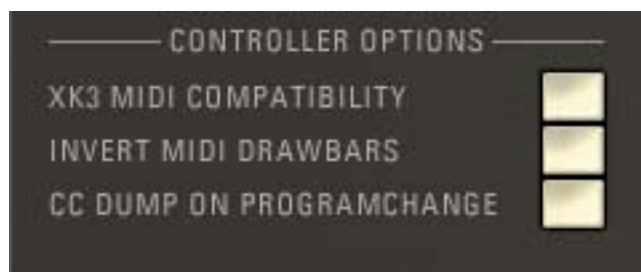 CONTROLLER OPTIONS
XK3 MIDI COMPATIBILITY
INVERT MIDI DRAWBARS
CC DUMP ON PROGRAMCHANGE